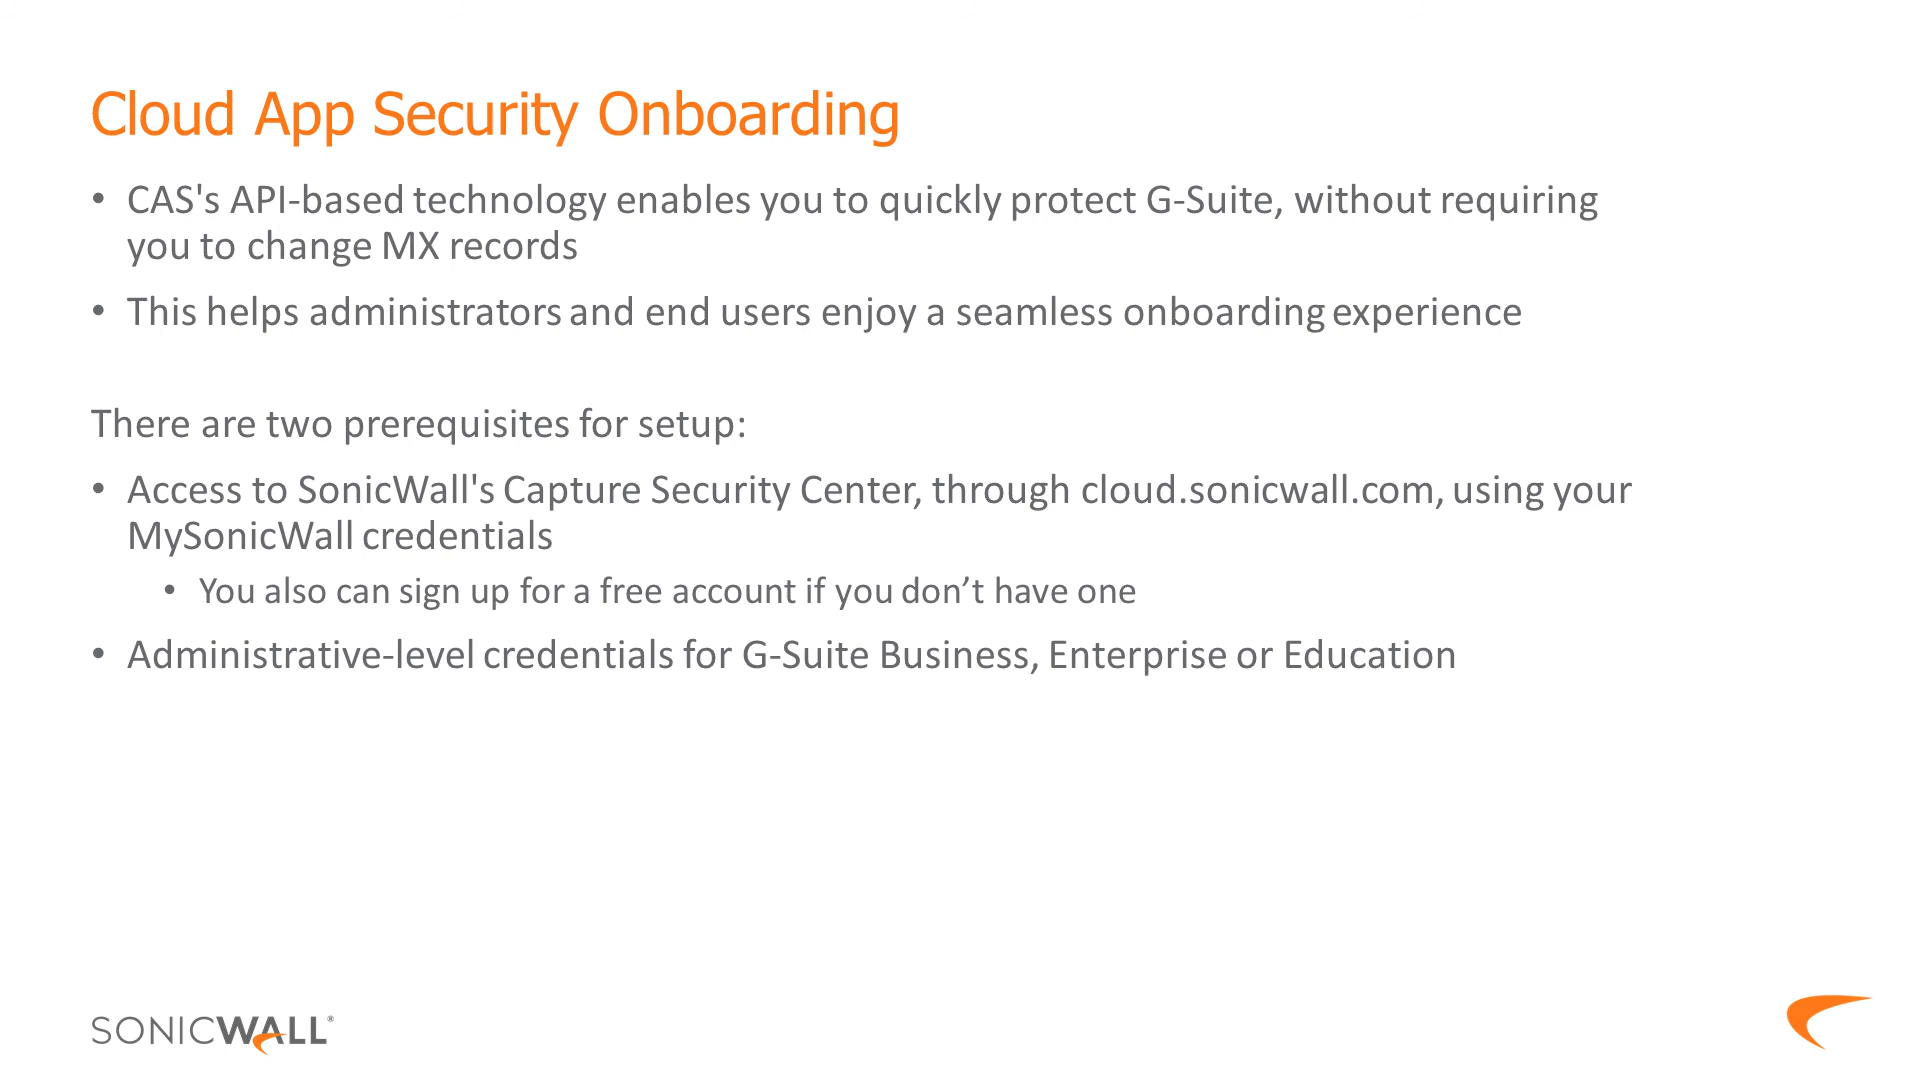 Cloud App Security Onboarding
• CAS's API-based technology enables you to quickly protect G-Suite, without requiring
you to change MX records
• This helps administrators and end users enjoy a seamless onboarding experience
There are two prerequisites for setup:
• Access to SonicWall's Capture Security Center, through cloud.sonicwall.com, using your
MySonicWall credentials
• You also can sign up for a free account if you don’t have one
• Administrative-level credentials for G-Suite Business, Enterprise or Education
SONICWALL®